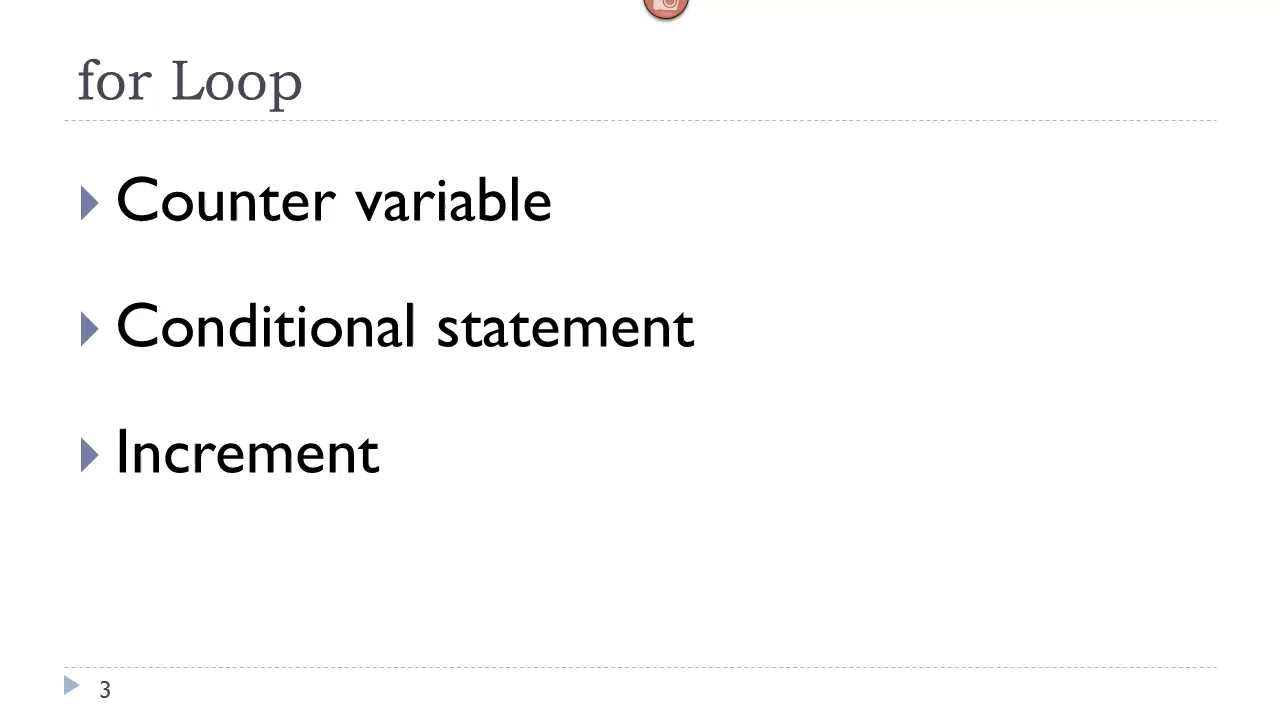 for Loop
Counter variable
Conditional statement
Increment
3